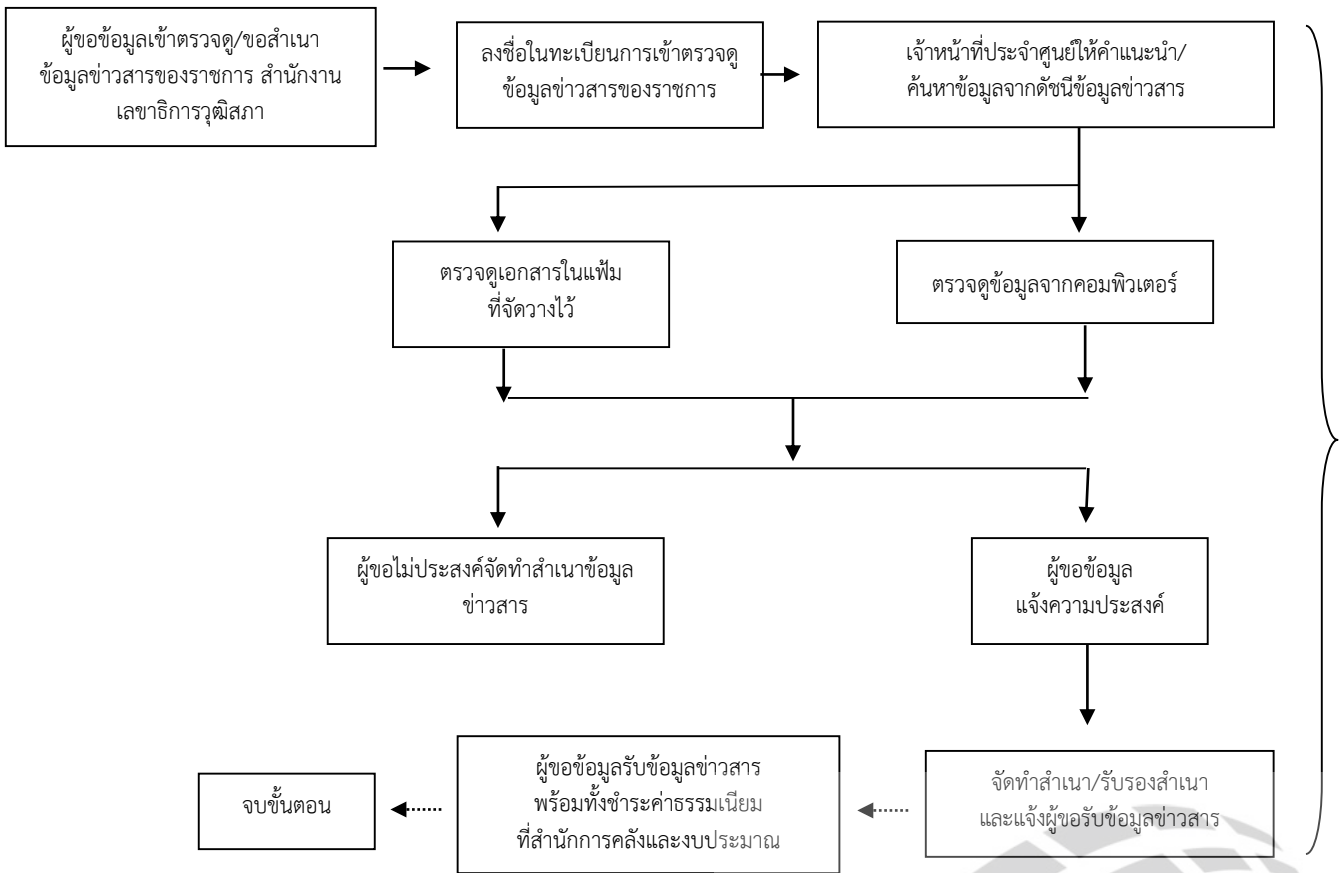 ผู้ขอข้อมูลเข้าตรวจดู/ขอสำเนา
ข้อมูลข่าวสารของราชการ สำนักงาน
เลขาธิการวุฒิสภา
ลงชื่อในทะเบียนการเข้าตรวจดู
ข้อมูลข่าวสารของราชการ
เจ้าหน้าที่ประจำศูนย์ให้คำแนะนำ/
ค้นหาข้อมูลจากดัชนีข้อมูลข่าวสาร
ตรวจดูเอกสารในแฟ้ม
ที่จัดวางไว้
ตรวจดูข้อมูลจากคอมพิวเตอร์
ผู้ขอไม่ประสงค์จัดทำสำเนาข้อมูล
ข่าวสาร
ผู้ขอข้อมูล
แจ้งความประสงค์
จัดทำสำเนา/รับรองสำเนา
และแจ้งผู้ขอรับข้อมูลข่าวสาร
ผู้ขอข้อมูลรับข้อมูลข่าวสาร
พร้อมทั้งชำระค่าธรรมเนียม
ที่สำนักการคลังและงบประมาณ
จบขั้นตอน